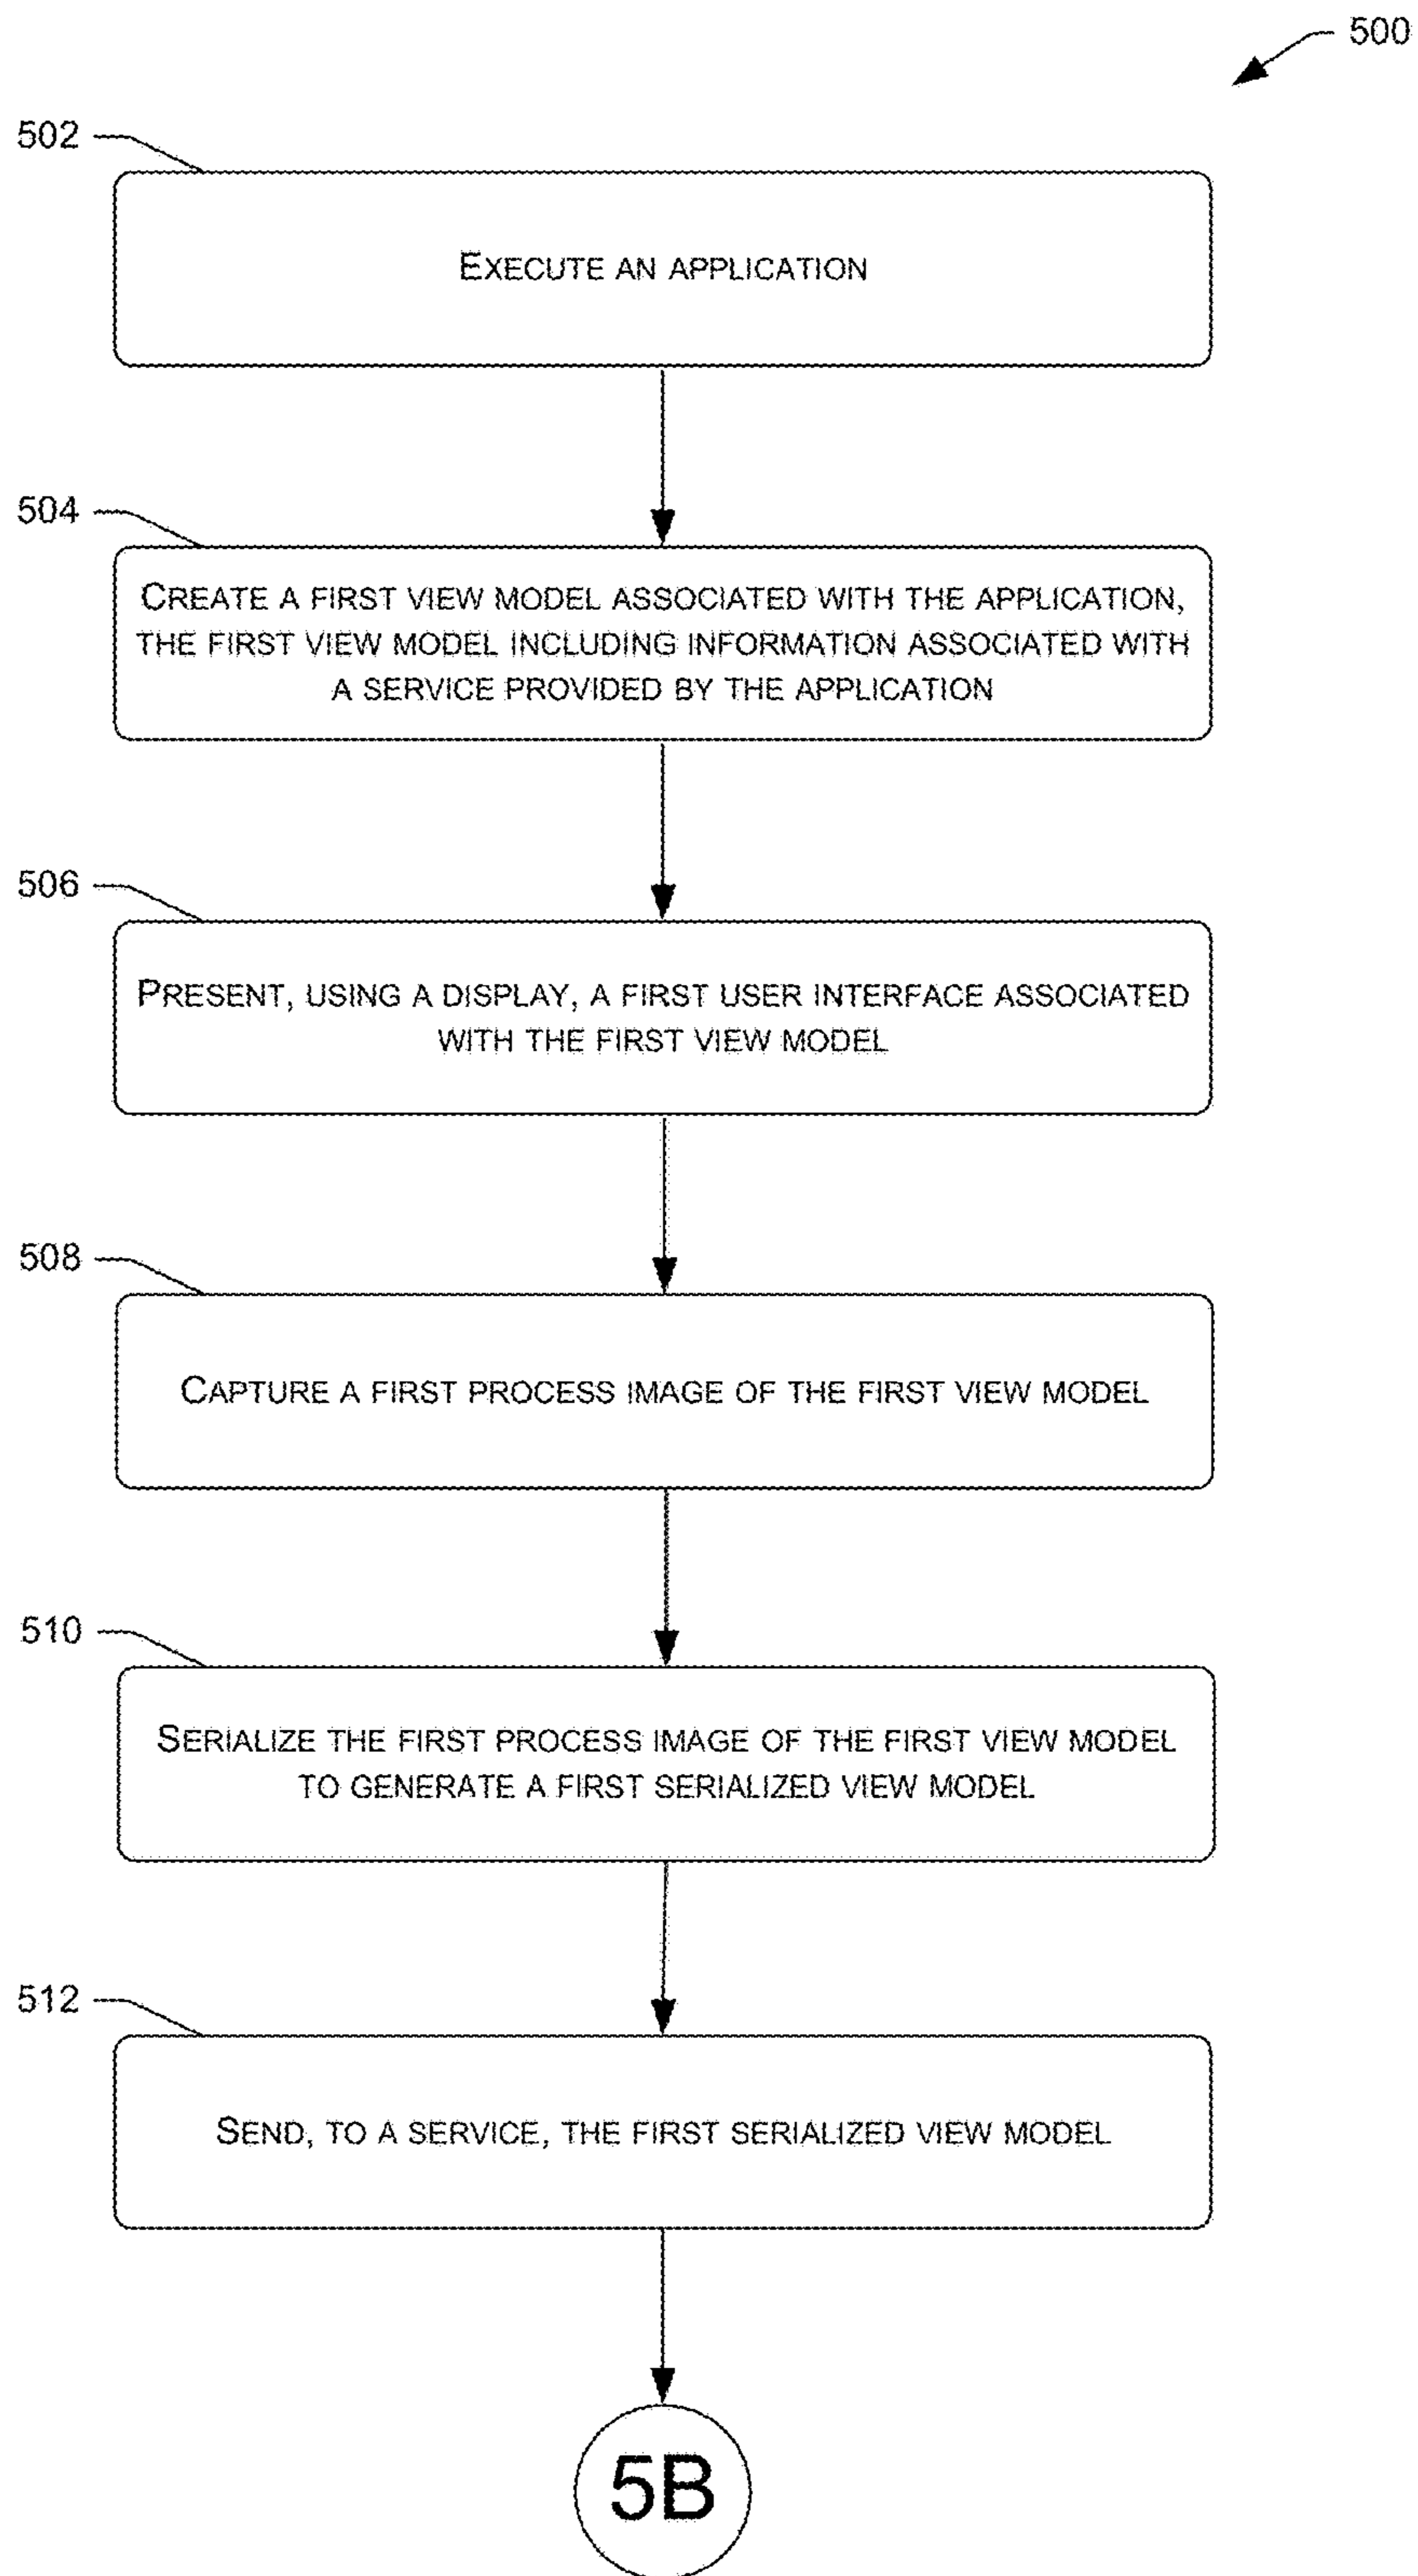 500
502
EXECUTE AN APPLICATION
504
CREATE A FIRST VIEW MODEL ASSOCIATED WITH THE APPLICATION,
THE FIRST VIEW MODEL INCLUDING INFORMATION ASSOCIATED WITH
A SERVICE PROVIDED BY THE APPLICATION
506
PRESENT, USING A DISPLAY, A FIRST USER INTERFACE ASSOCIATED
WITH THE FIRST VIEW MODEL
508
CAPTURE A FIRST PROCESS IMAGE OF THE FIRST VIEW MODEL
510
SERIALIZE THE FIRST PROCESS IMAGE OF THE FIRST VIEW MODEL
TO GENERATE A FIRST SERIALIZED VIEW MODEL
512
SEND, TO A SERVICE, THE FIRST SERIALIZED VIEW MODEL
5B